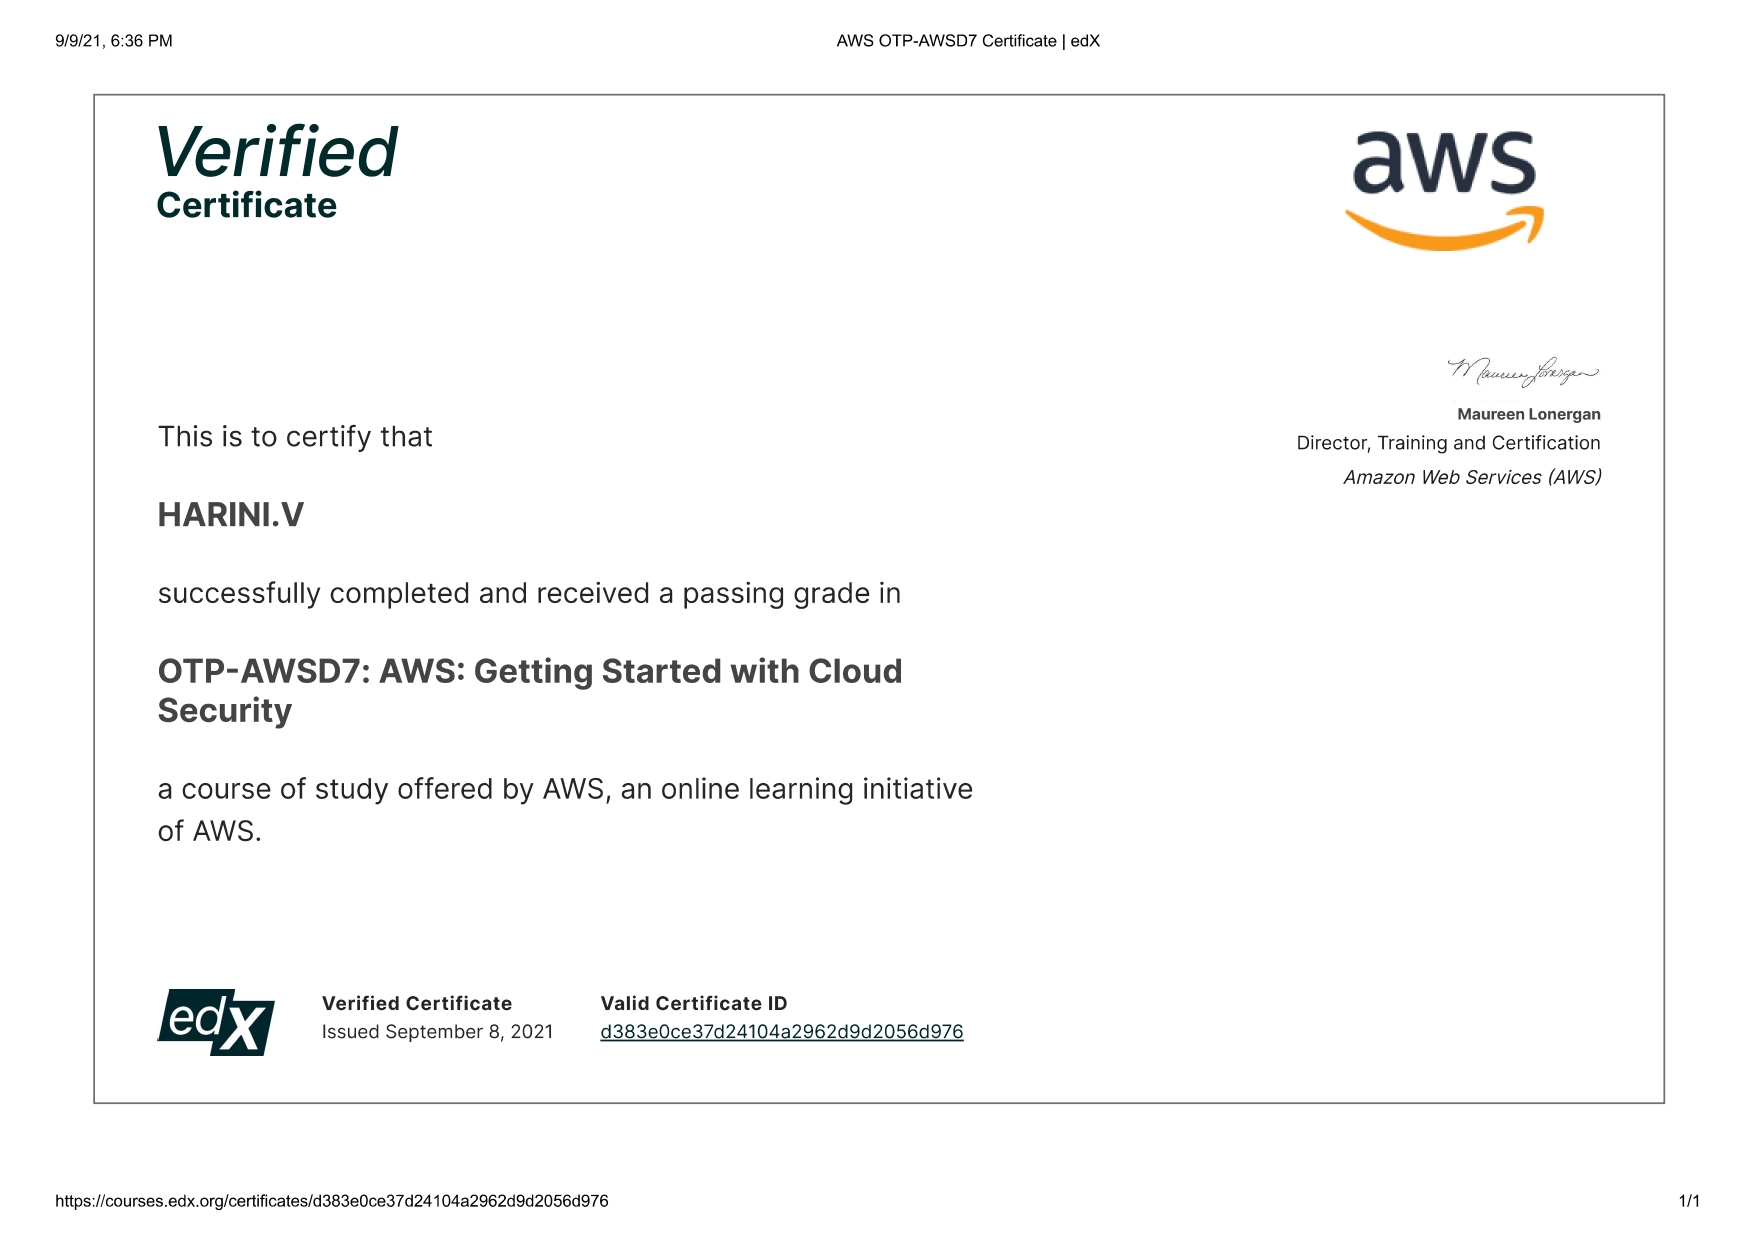 9/9/21, 6:36 PM
AWS OTP-AWSD7 Certificate | edX
Verified
Certificate
aws
Maureen Lonergan
Maureen Lonergan
Director, Training and Certification
Amazon Web Services (AWS)
This is to certify that
HARINI.V
successfully completed and received a passing grade in
OTP-AWSD7: AWS: Getting Started with Cloud
Security
a course of study offered by AWS, an online learning initiative
of AWS.
edX
Verified Certificate
Issued September 8, 2021
Valid Certificate ID
d383e0ce37d24104a2962d9d2056d976
https://courses.edx.org/certificates/d383e0ce37d24104a2962d9d2056d976
1/1